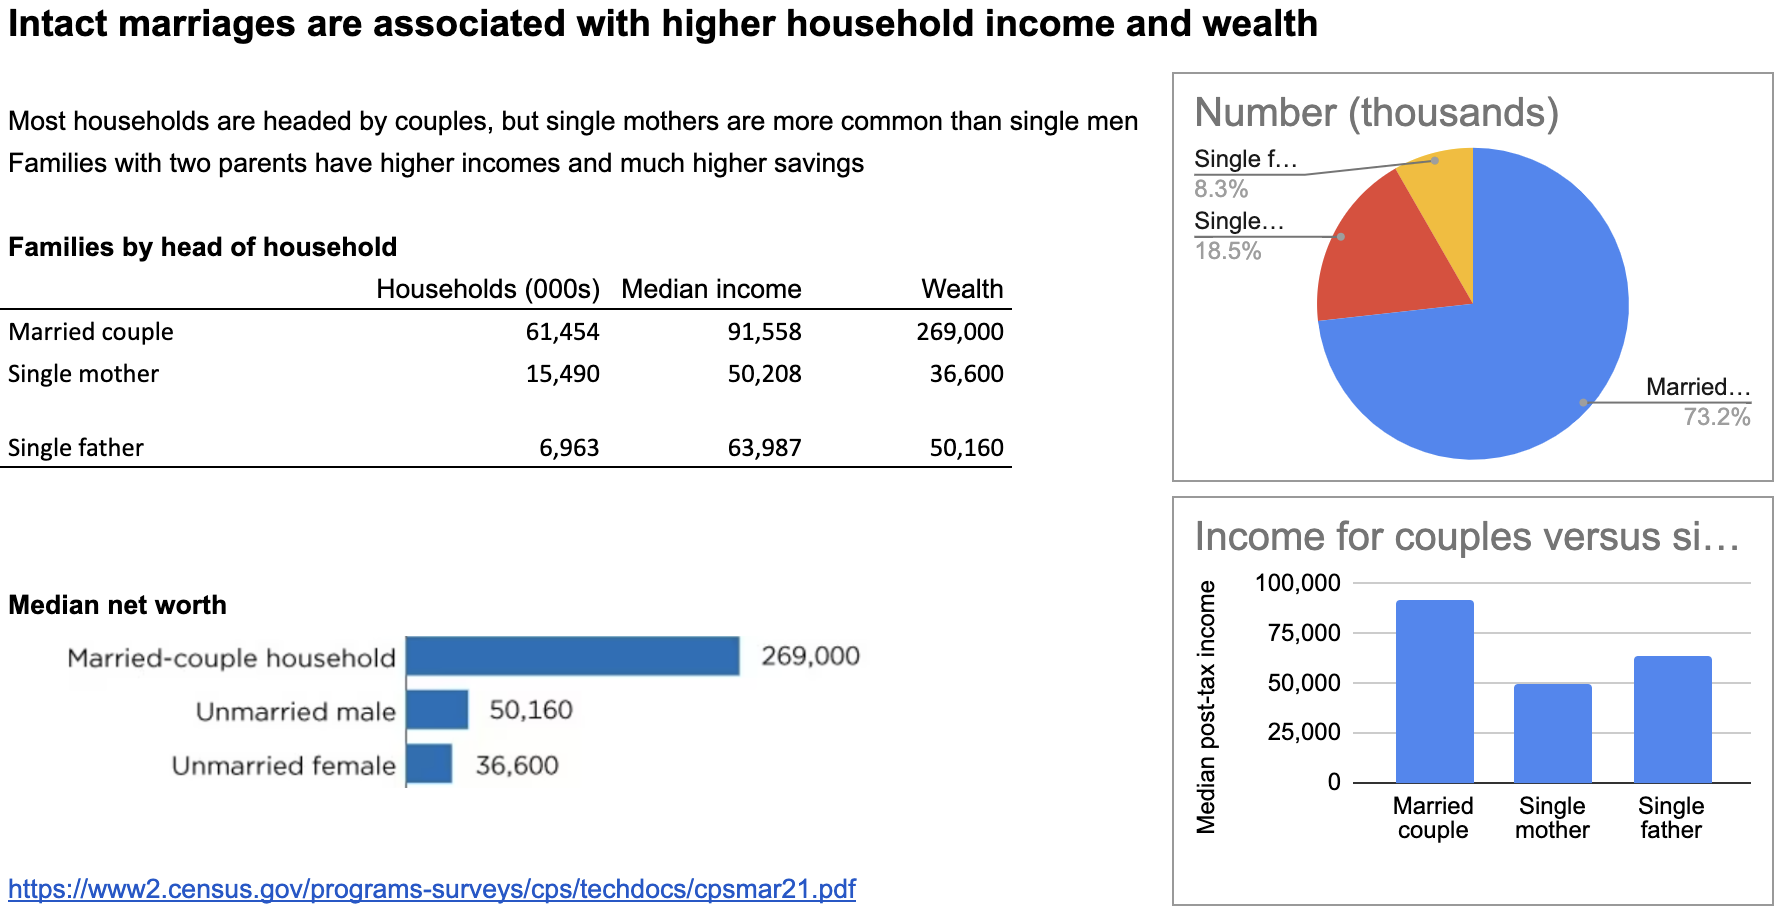 Intact marriages are associated with higher household income and wealth
Most households are headed by couples, but single mothers are more common than single men
Families with two parents have higher incomes and much higher savings
Families by head of household
Households (000s) Median income Wealth
Married couple 61,454 91,558 269,000
Single mother 15,490 50,208 36,600
Single father 6,963 63,987 50,160
Median net worth
Married-couple household 269,000
Unmarried male 50,160
Unmarried female 36,600
https://www2.census.gov/programs-surveys/cps/techdocs/cpsmar21.pdf
Number (thousands)
Single f…
8.3%
Single…
18.5%
Married…
73.2%
Income for couples versus si…
Median post-tax income
100,000
75,000
50,000
25,000
0
Married Single Single
couple mother father